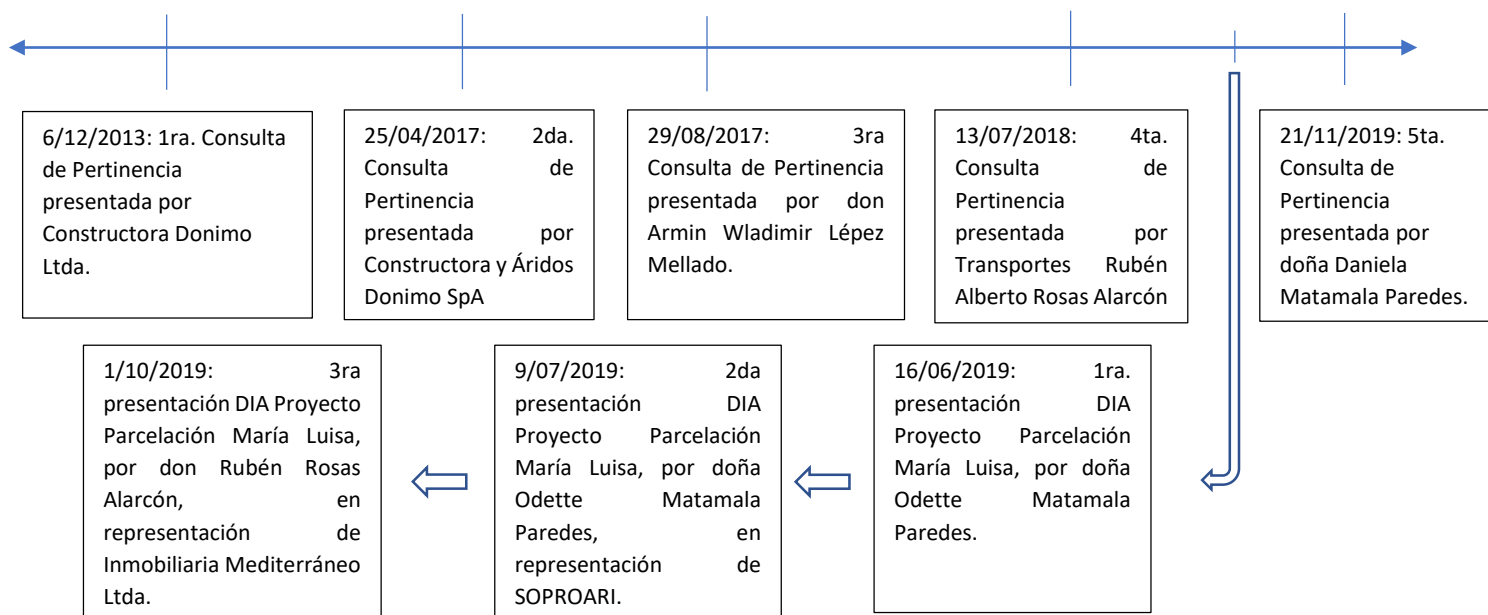 6/12/2013: 1ra. Consulta
de Pertinencia
presentada por
Constructora Donimo
Ltda.
25/04/2017: 2da.
Consulta de
Pertinencia
presentada por
Constructora y Áridos
Donimo SpA
29/08/2017: 3ra
Consulta de Pertinencia
presentada por don
Armin Wladimir Lépez
Mellado.
13/07/2018: 4ta.
Consulta de
Pertinencia
presentada por
Transportes Rubén
Alberto Rosas Alarcón
21/11/2019: 5ta.
Consulta de
Pertinencia
presentada por
doña Daniela
Matamala Paredes.
1/10/2019: 3ra
presentación DIA Proyecto
Parcelación María Luisa,
por don Rubén Rosas
Alarcón, en
representación de
Inmobiliaria Mediterráneo
Ltda.
9/07/2019: 2da
presentación DIA
Proyecto Parcelación
María Luisa, por doña
Odette Matamala
Paredes, en
representación de
SOPROARI.
16/06/2019: 1ra.
presentación DIA
Proyecto Parcelación
María Luisa, por doña
Odette Matamala
Paredes.